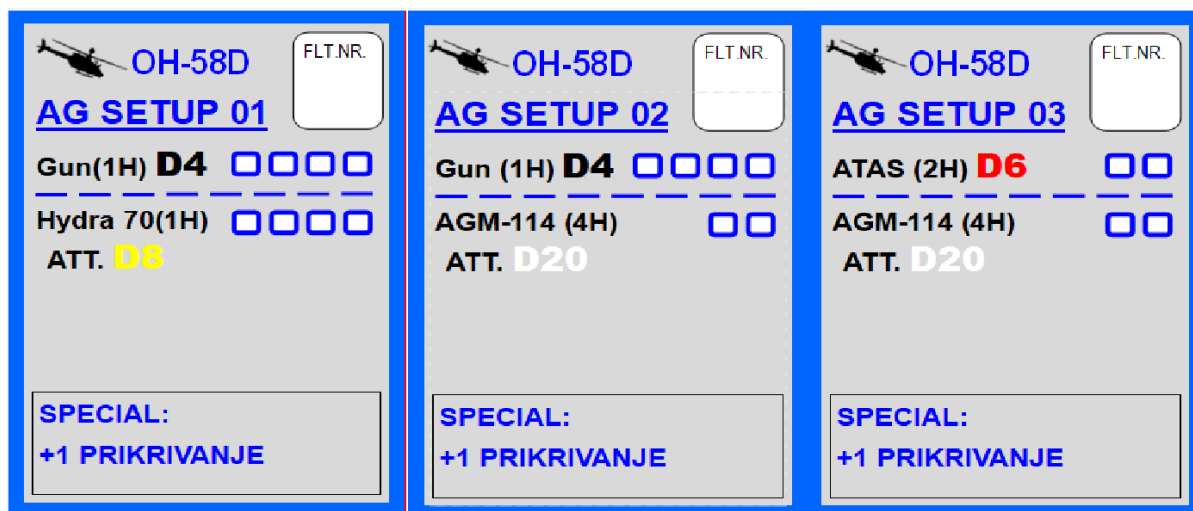 OH-58D
FLT.NR.
AG SETUP 01
Gun(1H) D4
Hydra 70(1H)
ATT. D8
SPECIAL:
+1 PRIKRIVANJE
OH-58D
FLT.NR.
AG SETUP 02
Gun (1H) D4
AGM-114 (4H)
ATT. D20
SPECIAL:
+1 PRIKRIVANJE
OH-58D
FLT.NR.
AG SETUP 03
ATAS (2H) D6
AGM-114 (4H)
ATT. D20
SPECIAL:
+1 PRIKRIVANJE